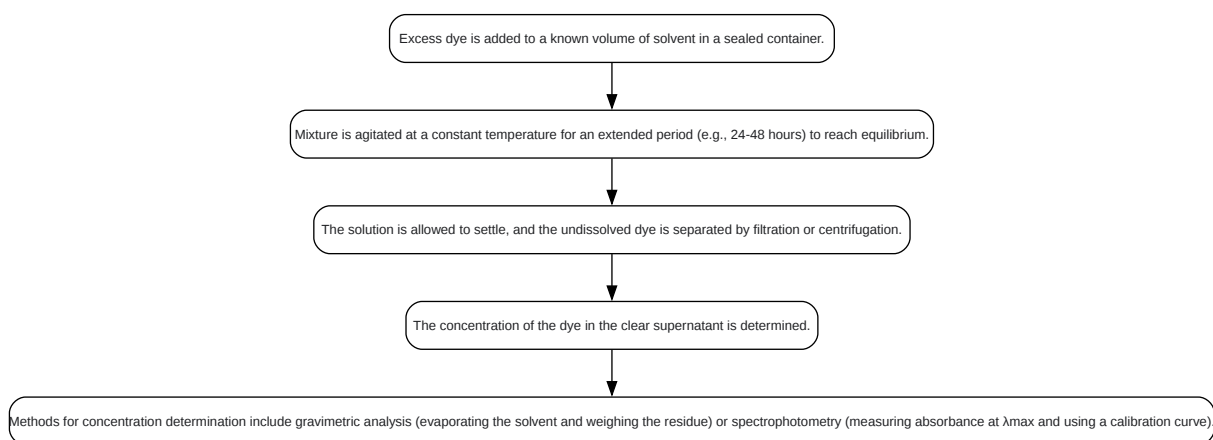 Excess dye is added to a known volume of solvent in a sealed container.
Mixture is agitated at a constant temperature for an extended period (e.g., 24-48 hours) to reach equilibrium.
The solution is allowed to settle, and the undissolved dye is separated by filtration or centrifugation.
The concentration of the dye in the clear supernatant is determined.
Methods for concentration determination include gravimetric analysis (evaporating the solvent and weighing the residue) or spectrophotometry (measuring absorbance at λmax and using a calibration curve).